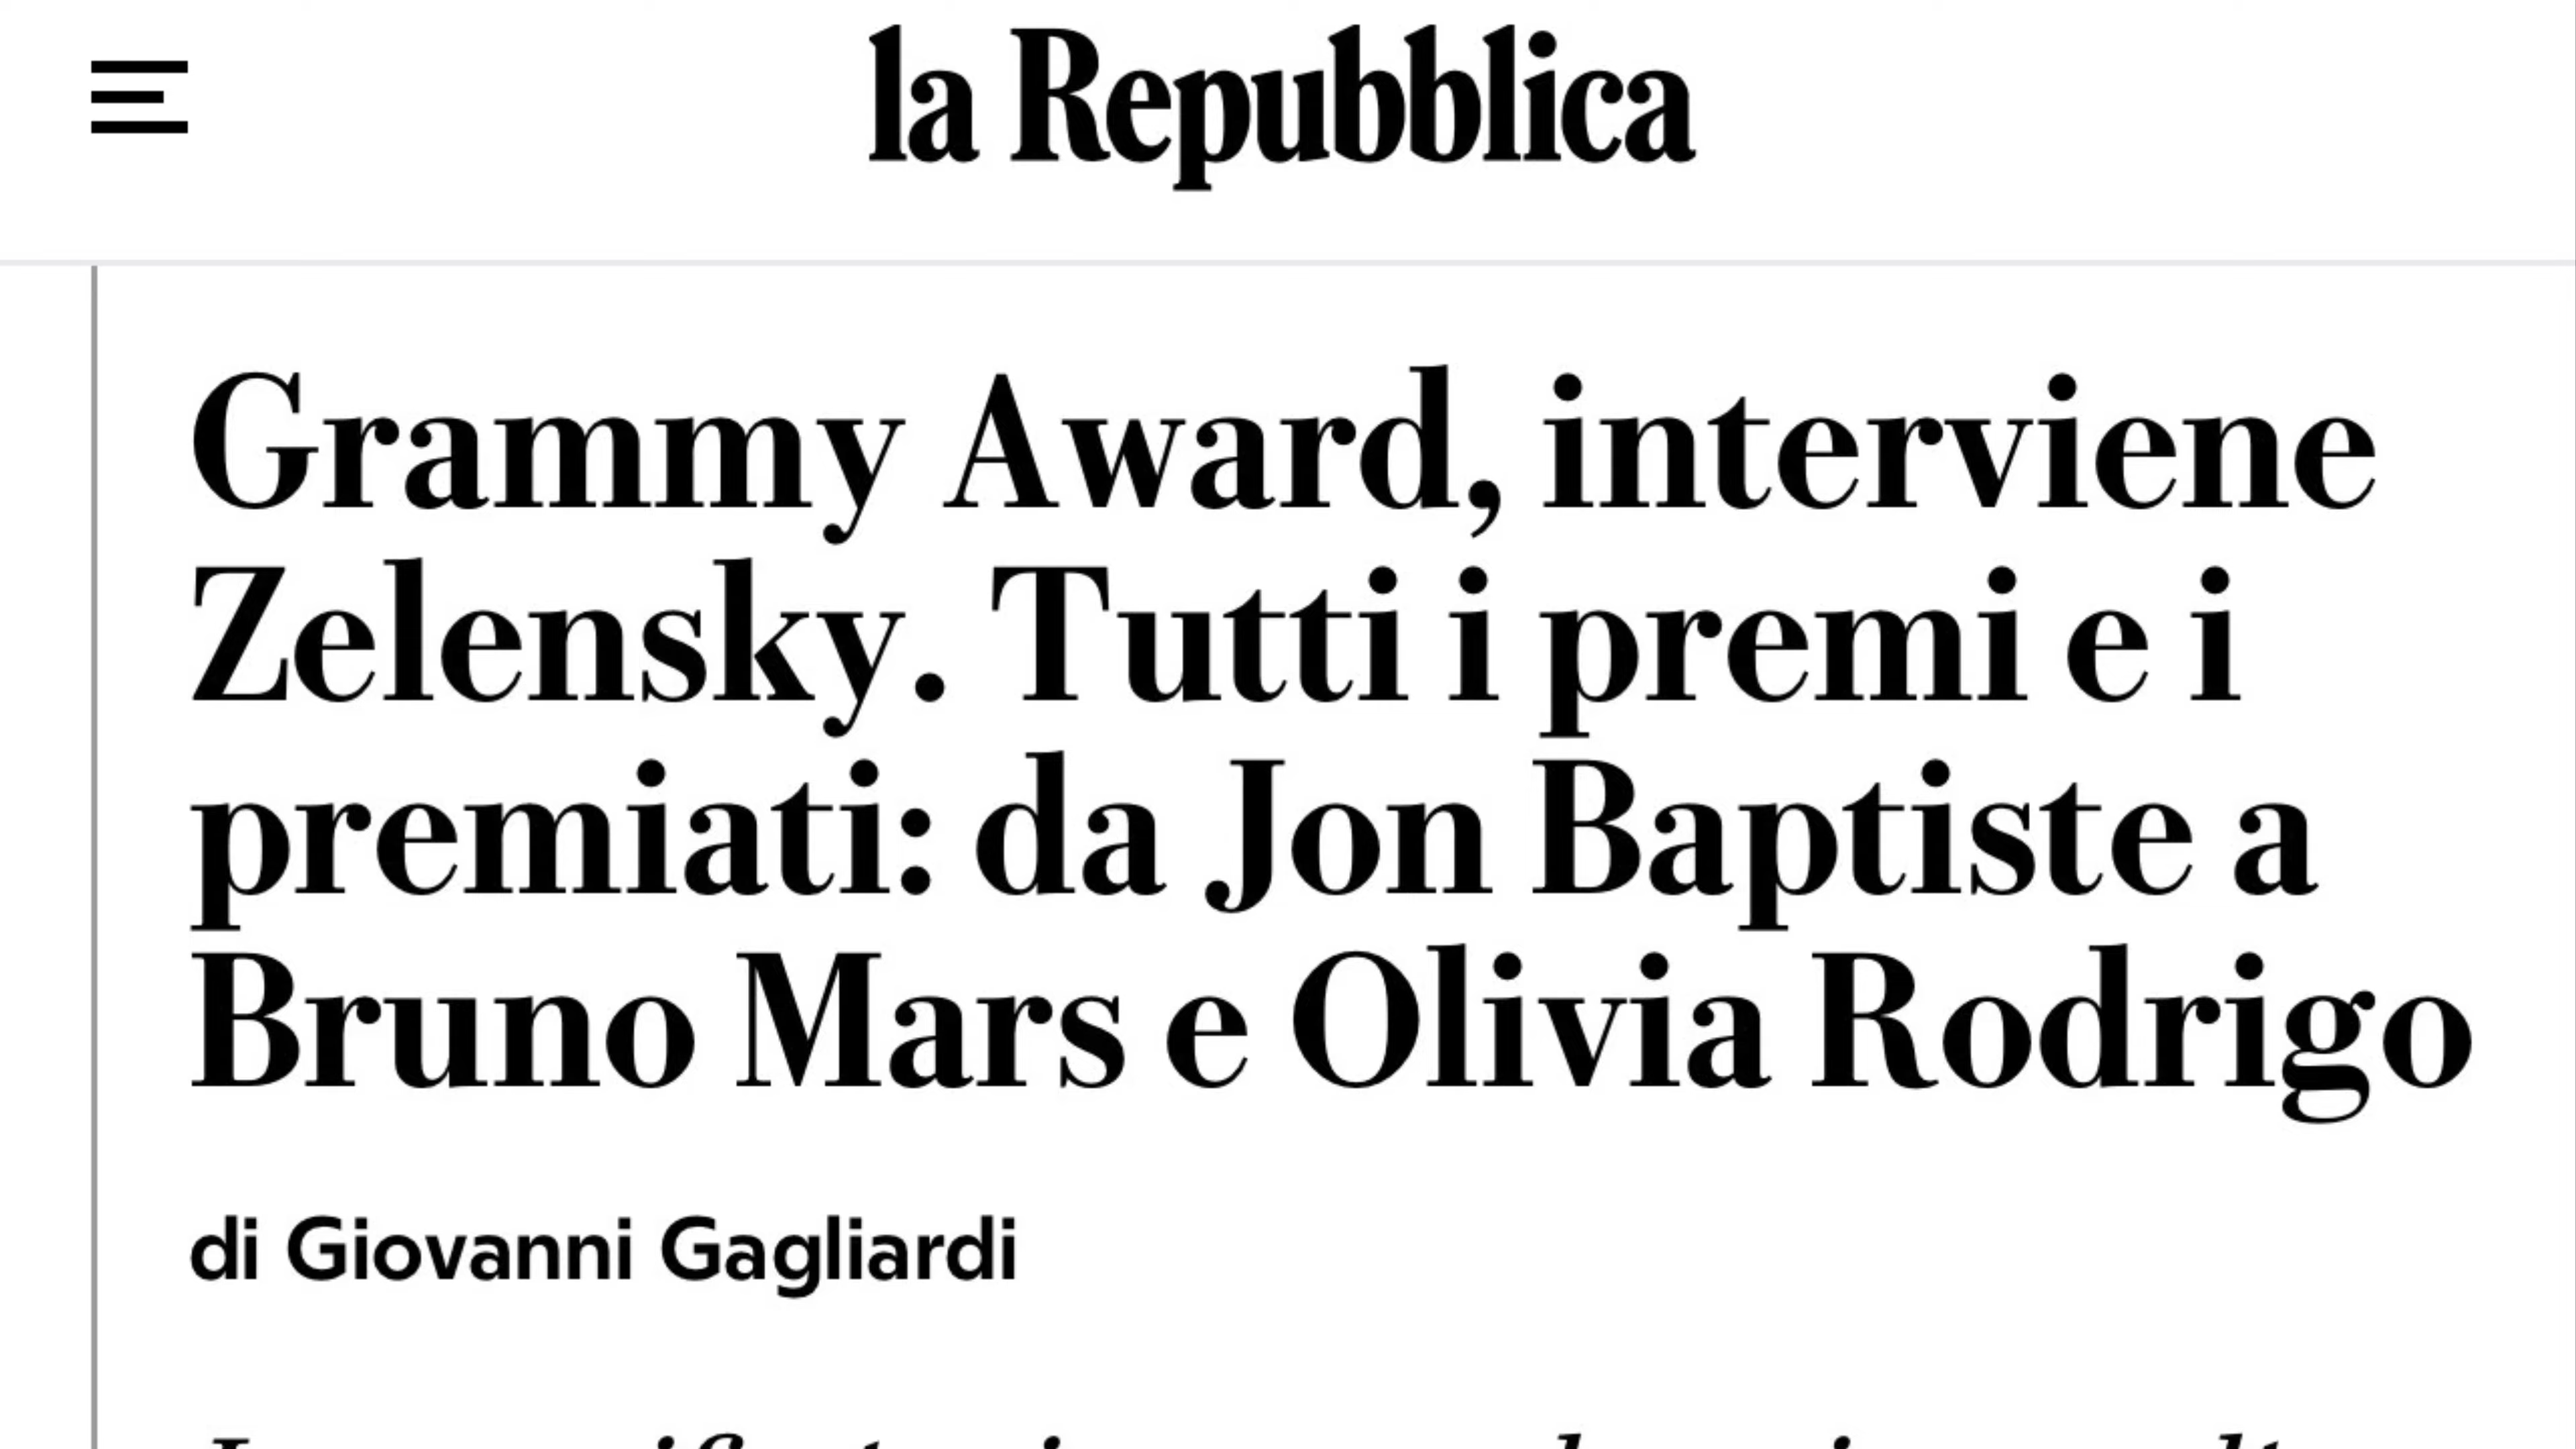 la Repubblica
Grammy Award, interviene
Zelensky. Tutti i premi e i
premiati: da Jon Baptiste a
Bruno Mars e Olivia Rodrigo
di Giovanni Gagliardi